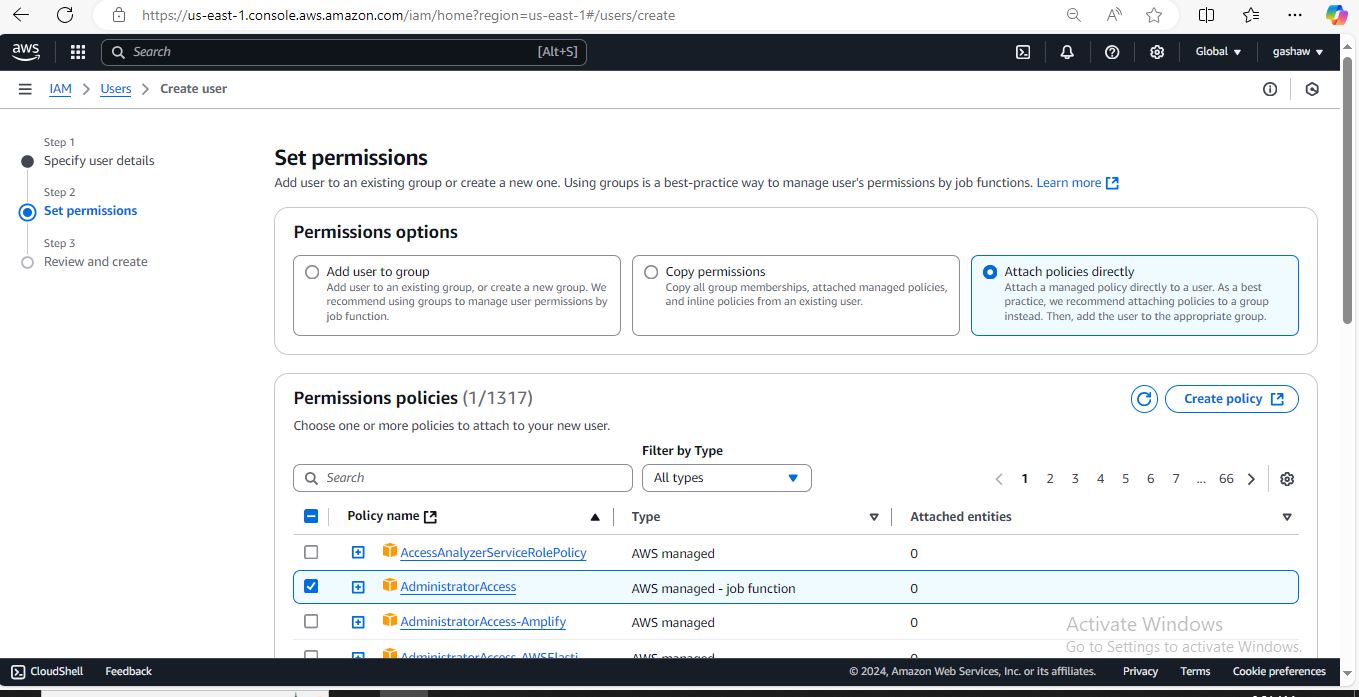 https://us-east-1.console.aws.amazon.com/iam/home?region=us-east-1#/users/create
aws
Search
[Alt+S]
Global
gashaw
IAM
Users
Create user
Step 1
Specify user details
Step 2
Set permissions
Step 3
Review and create
Set permissions
Add user to an existing group or create a new one. Using groups is a best-practice way to manage user's permissions by job functions. Learn more
Permissions options
Add user to group
Add user to an existing group, or create a new group. We
recommend using groups to manage user permissions by
job function.
Copy permissions
Copy all group memberships, attached managed policies,
and inline policies from an existing user.
Attach policies directly
Attach a managed policy directly to a user. As a best
practice, we recommend attaching policies to a group
instead. Then, add the user to the appropriate group.
Permissions policies (1/1317)
Create policy
Choose one or more policies to attach to your new user.
Filter by Type
Search
All types
1 2 3 4 5 6 7 ... 66
Policy name
Type
Attached entities
AccessAnalyzerServiceRolePolicy
AWS managed
0
AdministratorAccess
AWS managed - job function
0
AdministratorAccess-Amplify
AWS managed
0
AdministratorAccess-AWSElasti
AWS managed
Activate Windows
Go to Settings to activate Windows.
CloudShell
Feedback
© 2024, Amazon Web Services, Inc. or its affiliates.
Privacy
Terms
Cookie preferences